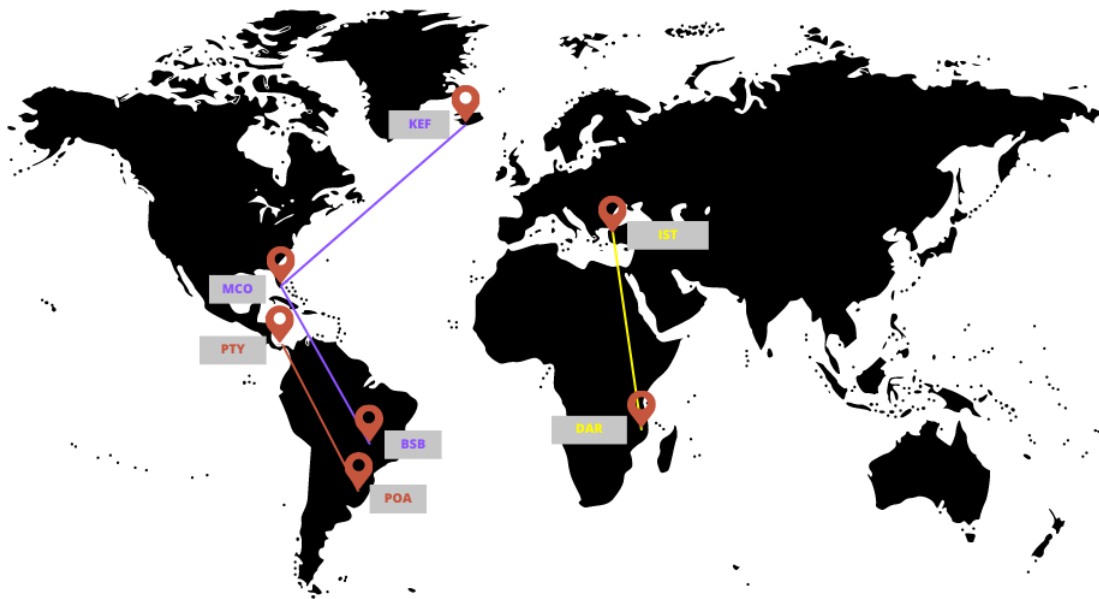 KEF
IST
MCO
PTY
DAR
BSB
POA